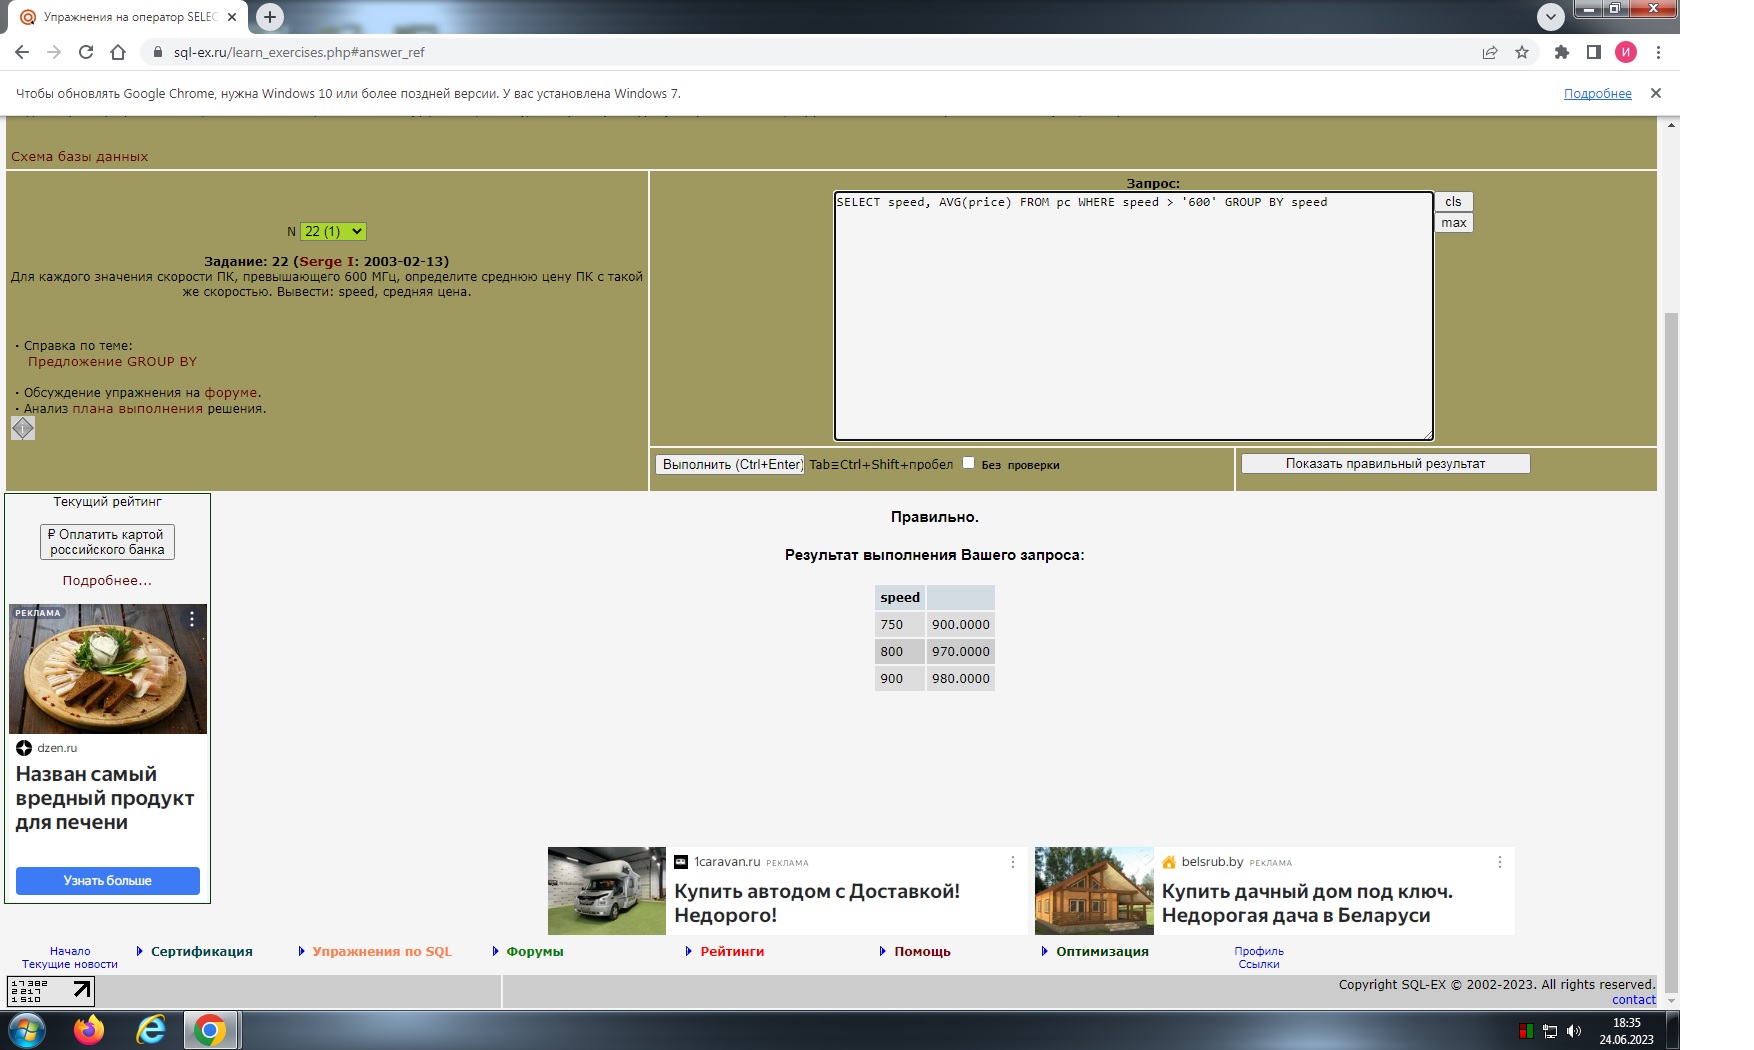 Упражнения на оператор SELEC
sql-ex.ru/learn_exercises.php#answer_ref
И
Чтобы обновлять Google Chrome, нужна Windows 10 или более поздней версии. У вас установлена Windows 7.
Подробнее
Схема базы данных
N 22 (1)
Задание: 22 (Serge I: 2003-02-13)
Для каждого значения скорости ПК, превышающего 600 МГц, определите среднюю цену ПК с такой
же скоростью. Вывести: speed, средняя цена.
· Справка по теме:
Предложение GROUP BY
· Обсуждение упражнения на форуме.
· Анализ плана выполнения решения.
Запрос:
SELECT speed, AVG(price) FROM pc WHERE speed > '600' GROUP BY speed
cls
max
Выполнить (Ctrl+Enter) Tab≡Ctrl+Shift+пробел Без проверки
Показать правильный результат
Текущий рейтинг
₽ Оплатить картой
российского банка
Подробнее...
РЕКЛАМА
dzen.ru
Назван самый
вредный продукт
для печени
Узнать больше
Правильно.
Результат выполнения Вашего запроса:
speed
750 900.0000
800 970.0000
900 980.0000
1caravan.ru РЕКЛАМА
Купить автодом с Доставкой!
Недорого!
belsrub.by РЕКЛАМА
Купить дачный дом под ключ.
Недорогая дача в Беларуси
Начало
Текущие новости
Сертификация
Упражнения по SQL
Форумы
Рейтинги
Помощь
Оптимизация
Профиль
Ссылки
17382
2217
1510
Copyright SQL-EX © 2002-2023. All rights reserved.
contact
18:35
24.06.2023